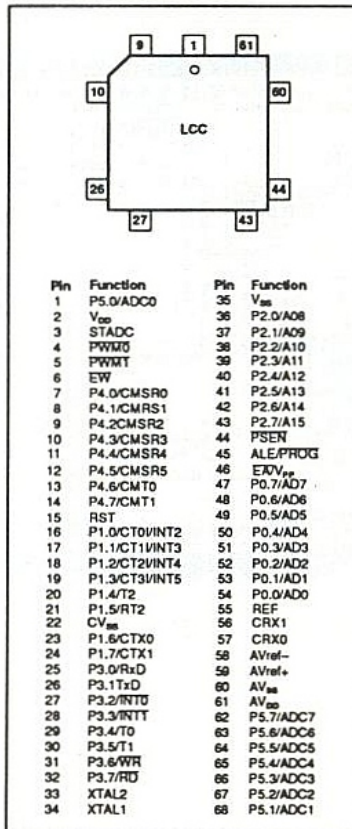 9 1 61
10 60
LCC
26 44
27 43
Pin Function
1 P5.0/ADC0
2 VDD
3 STADC
4 PWM0
5 PWM1
6 EW
7 P4.0/CMSR0
8 P4.1/CMRS1
9 P4.2CMSR2
10 P4.3/CMSR3
11 P4.4/CMSR4
12 P4.5/CMSR5
13 P4.6/CMT0
14 P4.7/CMT1
15 RST
16 P1.0/CT0I/INT2
17 P1.1/CT1I/INT3
18 P1.2/CT2I/INT4
19 P1.3/CT3I/INT5
20 P1.4/T2
21 P1.5/RT2
22 CVSS
23 P1.6/CTX0
24 P1.7/CTX1
25 P3.0/RxD
26 P3.1TxD
27 P3.2/INT0
28 P3.3/INT1
29 P3.4/T0
30 P3.5/T1
31 P3.6/WR
32 P3.7/RD
33 XTAL2
34 XTAL1
Pin Function
35 VSS
36 P2.0/A08
37 P2.1/A09
38 P2.2/A10
39 P2.3/A11
40 P2.4/A12
41 P2.5/A13
42 P2.6/A14
43 P2.7/A15
44 PSEN
45 ALE/PROG
46 EA/VPP
47 P0.7/AD7
48 P0.6/AD6
49 P0.5/AD5
50 P0.4/AD4
51 P0.3/AD3
52 P0.2/AD2
53 P0.1/AD1
54 P0.0/AD0
55 REF
56 CRX1
57 CRX0
58 AVref-
59 AVref+
60 AVSS
61 AVDD
62 P5.7/ADC7
63 P5.6/ADC6
64 P5.5/ADC5
65 P5.4/ADC4
66 P5.3/ADC3
67 P5.2/ADC2
68 P5.1/ADC1